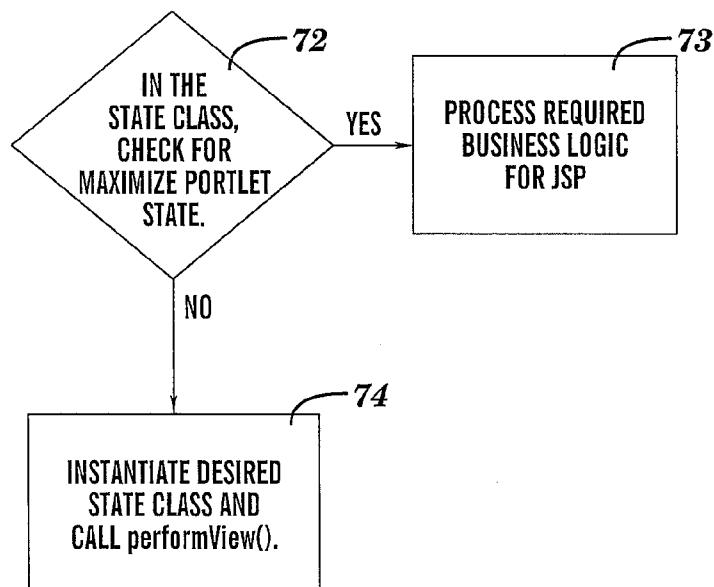 72
IN THE
STATE CLASS,
CHECK FOR
MAXIMIZE PORTLET
STATE.
YES
73
PROCESS REQUIRED
BUSINESS LOGIC
FOR JSP
NO
74
INSTANTIATE DESIRED
STATE CLASS AND
CALL performView().